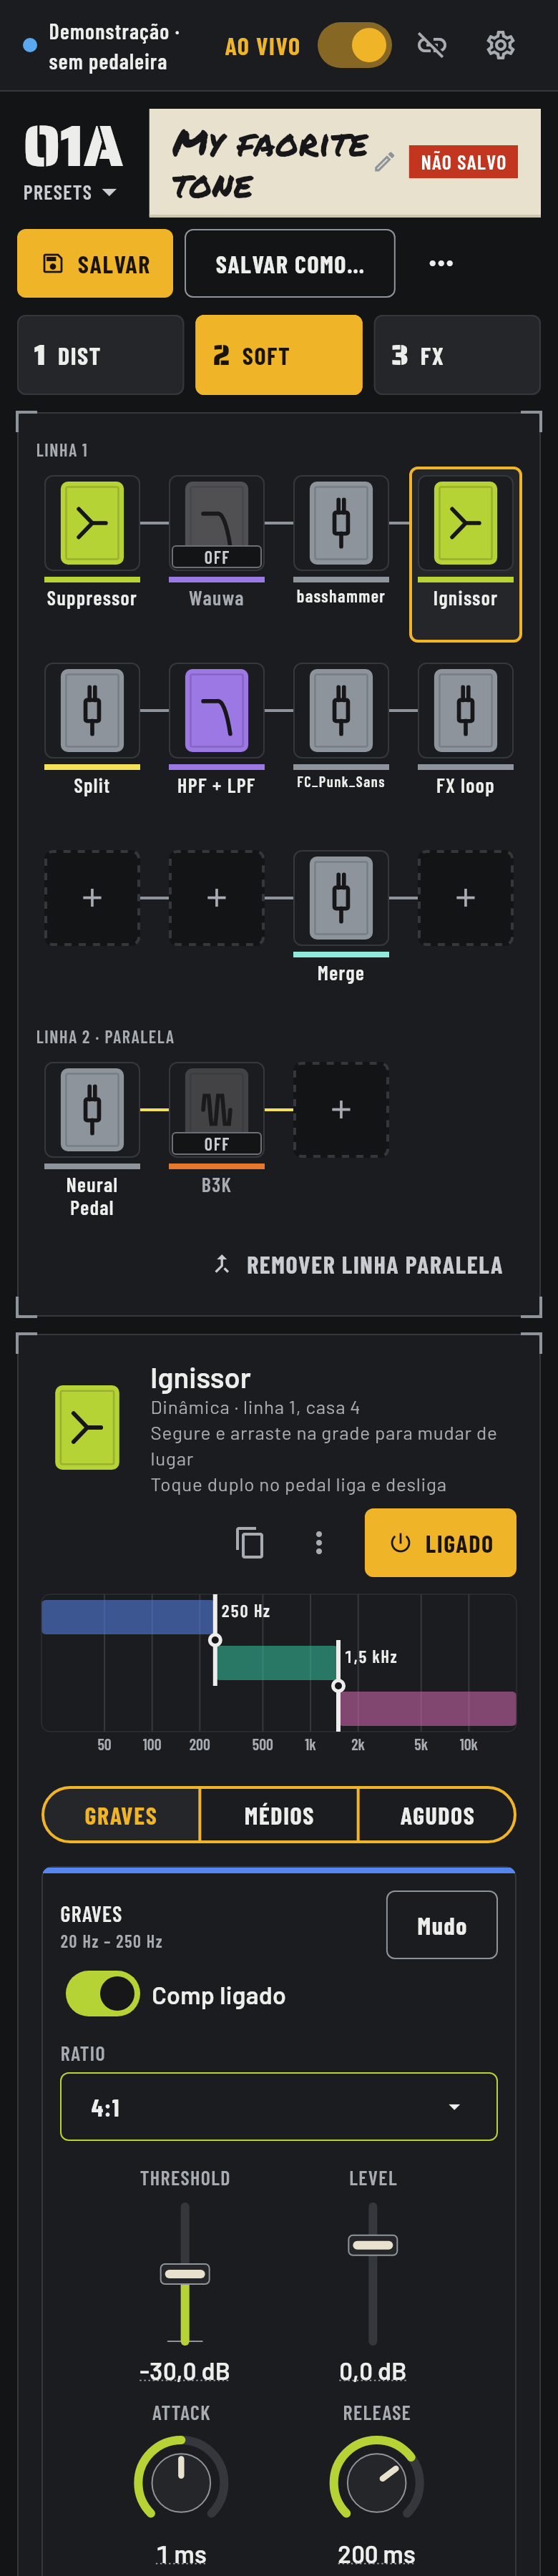 Demonstração ·
sem pedaleira
AO VIVO
01A
PRESETS
MY FAORITE
TONE
NÃO SALVO
SALVAR
SALVAR COMO...
1 DIST
2 SOFT
3 FX
LINHA 1
OFF
Suppressor
Wauwa
basshammer
Ignissor
Split
HPF + LPF
FC_Punk_Sans
FX loop
Merge
LINHA 2 · PARALELA
OFF
Neural
Pedal
B3K
REMOVER LINHA PARALELA
Ignissor
Dinâmica · linha 1, casa 4
Segure e arraste na grade para mudar de
lugar
Toque duplo no pedal liga e desliga
LIGADO
250 Hz
1,5 kHz
50 100 200 500 1k 2k 5k 10k
GRAVES
MÉDIOS
AGUDOS
GRAVES
20 Hz – 250 Hz
Mudo
Comp ligado
RATIO
4:1
THRESHOLD
LEVEL
-30,0 dB
0,0 dB
ATTACK
RELEASE
1 ms
200 ms